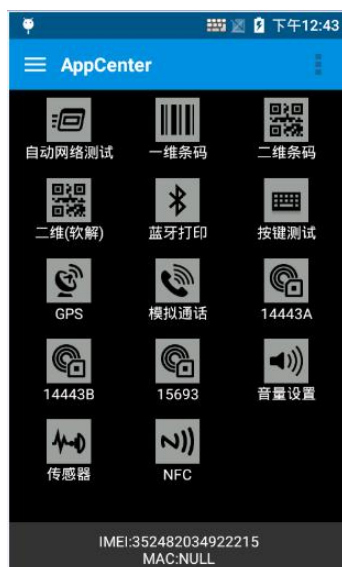 下午12:43
AppCenter
自动网络测试 一维条码 二维条码
二维(软解) 蓝牙打印 按键测试
GPS 模拟通话 14443A
14443B 15693 音量设置
传感器 NFC
IMEI:352482034922215
MAC:NULL